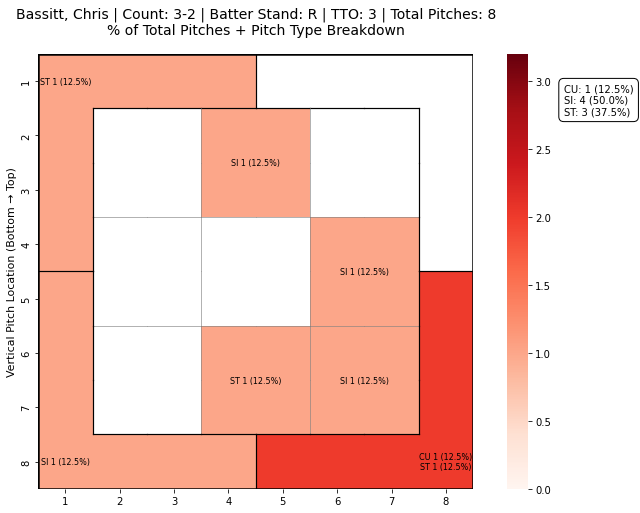 Bassitt, Chris | Count: 3-2 | Batter Stand: R | TTO: 3 | Total Pitches: 8
% of Total Pitches + Pitch Type Breakdown
CU: 1 (12.5%)
SI: 4 (50.0%)
ST: 3 (37.5%)
Vertical Pitch Location (Bottom → Top)
1
2
3
4
5
6
7
8
ST 1 (12.5%)
SI 1 (12.5%)
SI 1 (12.5%)
ST 1 (12.5%)
SI 1 (12.5%)
SI 1 (12.5%)
CU 1 (12.5%)
ST 1 (12.5%)
1
2
3
4
5
6
7
8
3.0
2.5
2.0
1.5
1.0
0.5
0.0